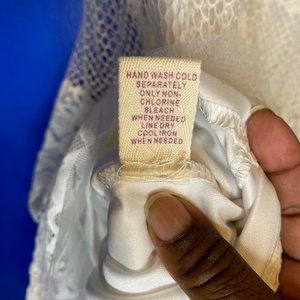 HAND WASH COLD
SEPARATELY
ONLY NON-
CHLORINE
BLEACH
WHEN NEEDED
LINE DRY
COOL IRON
WHEN NEEDED